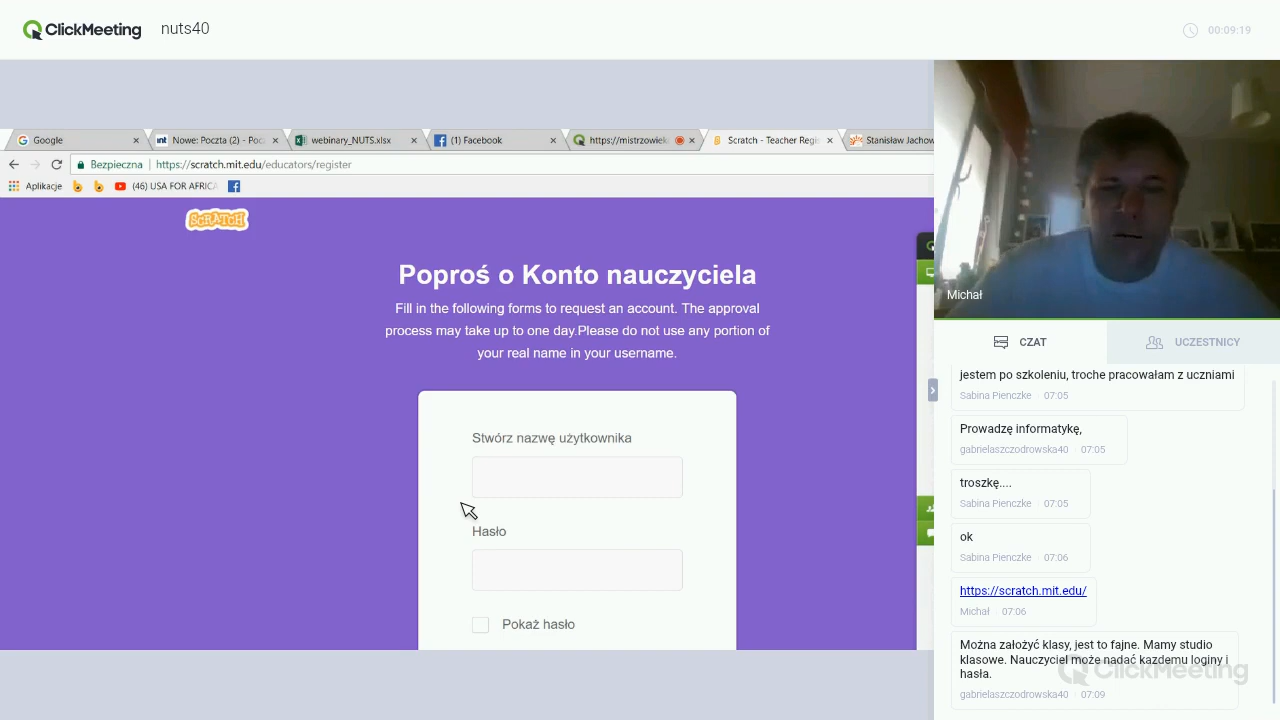 ClickMeeting nuts40
00:09:19
Google
Nowe: Poczta (2) - Poc
webinary_NUTS.xlsx
(1) Facebook
https://mistrzowiek
Scratch - Teacher Regi
Stanisław Jachow
Bezpieczna https://scratch.mit.edu/educators/register
Aplikacje
(46) USA FOR AFRICA
SCRATCH
Poproś o Konto nauczyciela
Fill in the following forms to request an account. The approval
process may take up to one day.Please do not use any portion of
your real name in your username.
Stwórz nazwę użytkownika
Hasło
Pokaż hasło
Michał
CZAT
UCZESTNICY
jestem po szkoleniu, troche pracowałam z uczniami
Sabina Pienczke · 07:05
Prowadzę informatykę,
gabrielaszczodrowska40 · 07:05
troszkę....
Sabina Pienczke · 07:05
ok
Sabina Pienczke · 07:06
https://scratch.mit.edu/
Michał · 07:06
Można założyć klasy, jest to fajne. Mamy studio
klasowe. Nauczyciel może nadać kazdemu loginy i
hasła.
gabrielaszczodrowska40 · 07:09
ClickMeeting